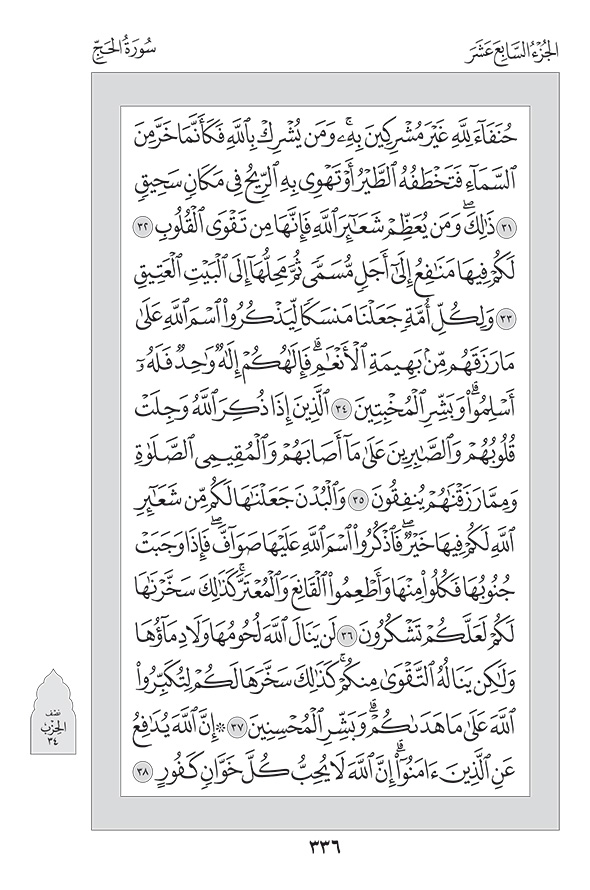 الجُزْءُ السَّابِعَ عَشَرَ
سُورَةُ الحَجِّ
حُنَفَآءَ لِلَّهِ غَيْرَ مُشْرِكِينَ بِهِۦۚ وَمَن يُشْرِكْ بِٱللَّهِ فَكَأَنَّمَا خَرَّ مِنَ
ٱلسَّمَآءِ فَتَخْطَفُهُ ٱلطَّيْرُ أَوْ تَهْوِى بِهِ ٱلرِّيحُ فِى مَكَانٍ سَحِيقٍ
٣١ ذَٰلِكَۖ وَمَن يُعَظِّمْ شَعَـٰٓئِرَ ٱللَّهِ فَإِنَّهَا مِن تَقْوَى ٱلْقُلُوبِ ٣٢
لَكُمْ فِيهَا مَنَـٰفِعُ إِلَىٰٓ أَجَلٍ مُّسَمًّى ثُمَّ مَحِلُّهَآ إِلَى ٱلْبَيْتِ ٱلْعَتِيقِ
٣٣ وَلِكُلِّ أُمَّةٍ جَعَلْنَا مَنسَكًا لِّيَذْكُرُوا۟ ٱسْمَ ٱللَّهِ عَلَىٰ
مَا رَزَقَهُم مِّنۢ بَهِيمَةِ ٱلْأَنْعَـٰمِۗ فَإِلَـٰهُكُمْ إِلَـٰهٌ وَٰحِدٌ فَلَهُۥٓ
أَسْلِمُوا۟ۗ وَبَشِّرِ ٱلْمُخْبِتِينَ ٣٤ ٱلَّذِينَ إِذَا ذُكِرَ ٱللَّهُ وَجِلَتْ
قُلُوبُهُمْ وَٱلصَّـٰبِرِينَ عَلَىٰ مَآ أَصَابَهُمْ وَٱلْمُقِيمِى ٱلصَّلَوٰةِ
وَمِمَّا رَزَقْنَـٰهُمْ يُنفِقُونَ ٣٥ وَٱلْبُدْنَ جَعَلْنَـٰهَا لَكُم مِّن شَعَـٰٓئِرِ
ٱللَّهِ لَكُمْ فِيهَا خَيْرٌۖ فَٱذْكُرُوا۟ ٱسْمَ ٱللَّهِ عَلَيْهَا صَوَآفَّۖ فَإِذَا وَجَبَتْ
جُنُوبُهَا فَكُلُوا۟ مِنْهَا وَأَطْعِمُوا۟ ٱلْقَانِعَ وَٱلْمُعْتَرَّۚ كَذَٰلِكَ سَخَّرْنَـٰهَا
لَكُمْ لَعَلَّكُمْ تَشْكُرُونَ ٣٦ لَن يَنَالَ ٱللَّهَ لُحُومُهَا وَلَا دِمَآؤُهَا
وَلَـٰكِن يَنَالُهُ ٱلتَّقْوَىٰ مِنكُمْۚ كَذَٰلِكَ سَخَّرَهَا لَكُمْ لِتُكَبِّرُوا۟
ٱللَّهَ عَلَىٰ مَا هَدَىٰكُمْۗ وَبَشِّرِ ٱلْمُحْسِنِينَ ٣٧ ۞ إِنَّ ٱللَّهَ يُدَٰفِعُ
عَنِ ٱلَّذِينَ ءَامَنُوٓا۟ۗ إِنَّ ٱللَّهَ لَا يُحِبُّ كُلَّ خَوَّانٍ كَفُورٍ ٣٨
نصف
الحزب
٣٤
٣٣٦